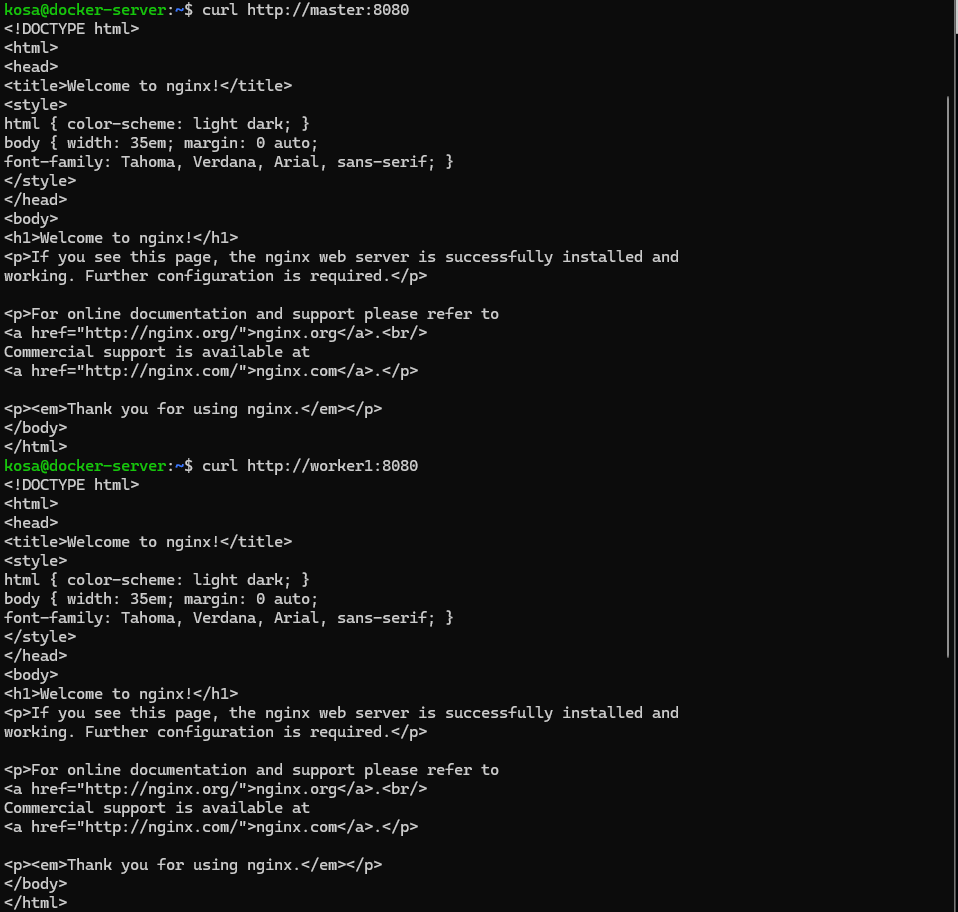 kosa@docker-server:~$ curl http://master:8080
<!DOCTYPE html>
<html>
<head>
<title>Welcome to nginx!</title>
<style>
html { color-scheme: light dark; }
body { width: 35em; margin: 0 auto;
font-family: Tahoma, Verdana, Arial, sans-serif; }
</style>
</head>
<body>
<h1>Welcome to nginx!</h1>
<p>If you see this page, the nginx web server is successfully installed and
working. Further configuration is required.</p>

<p>For online documentation and support please refer to
<a href="http://nginx.org/">nginx.org</a>.<br/>
Commercial support is available at
<a href="http://nginx.com/">nginx.com</a>.</p>

<p><em>Thank you for using nginx.</em></p>
</body>
</html>
kosa@docker-server:~$ curl http://worker1:8080
<!DOCTYPE html>
<html>
<head>
<title>Welcome to nginx!</title>
<style>
html { color-scheme: light dark; }
body { width: 35em; margin: 0 auto;
font-family: Tahoma, Verdana, Arial, sans-serif; }
</style>
</head>
<body>
<h1>Welcome to nginx!</h1>
<p>If you see this page, the nginx web server is successfully installed and
working. Further configuration is required.</p>

<p>For online documentation and support please refer to
<a href="http://nginx.org/">nginx.org</a>.<br/>
Commercial support is available at
<a href="http://nginx.com/">nginx.com</a>.</p>

<p><em>Thank you for using nginx.</em></p>
</body>
</html>